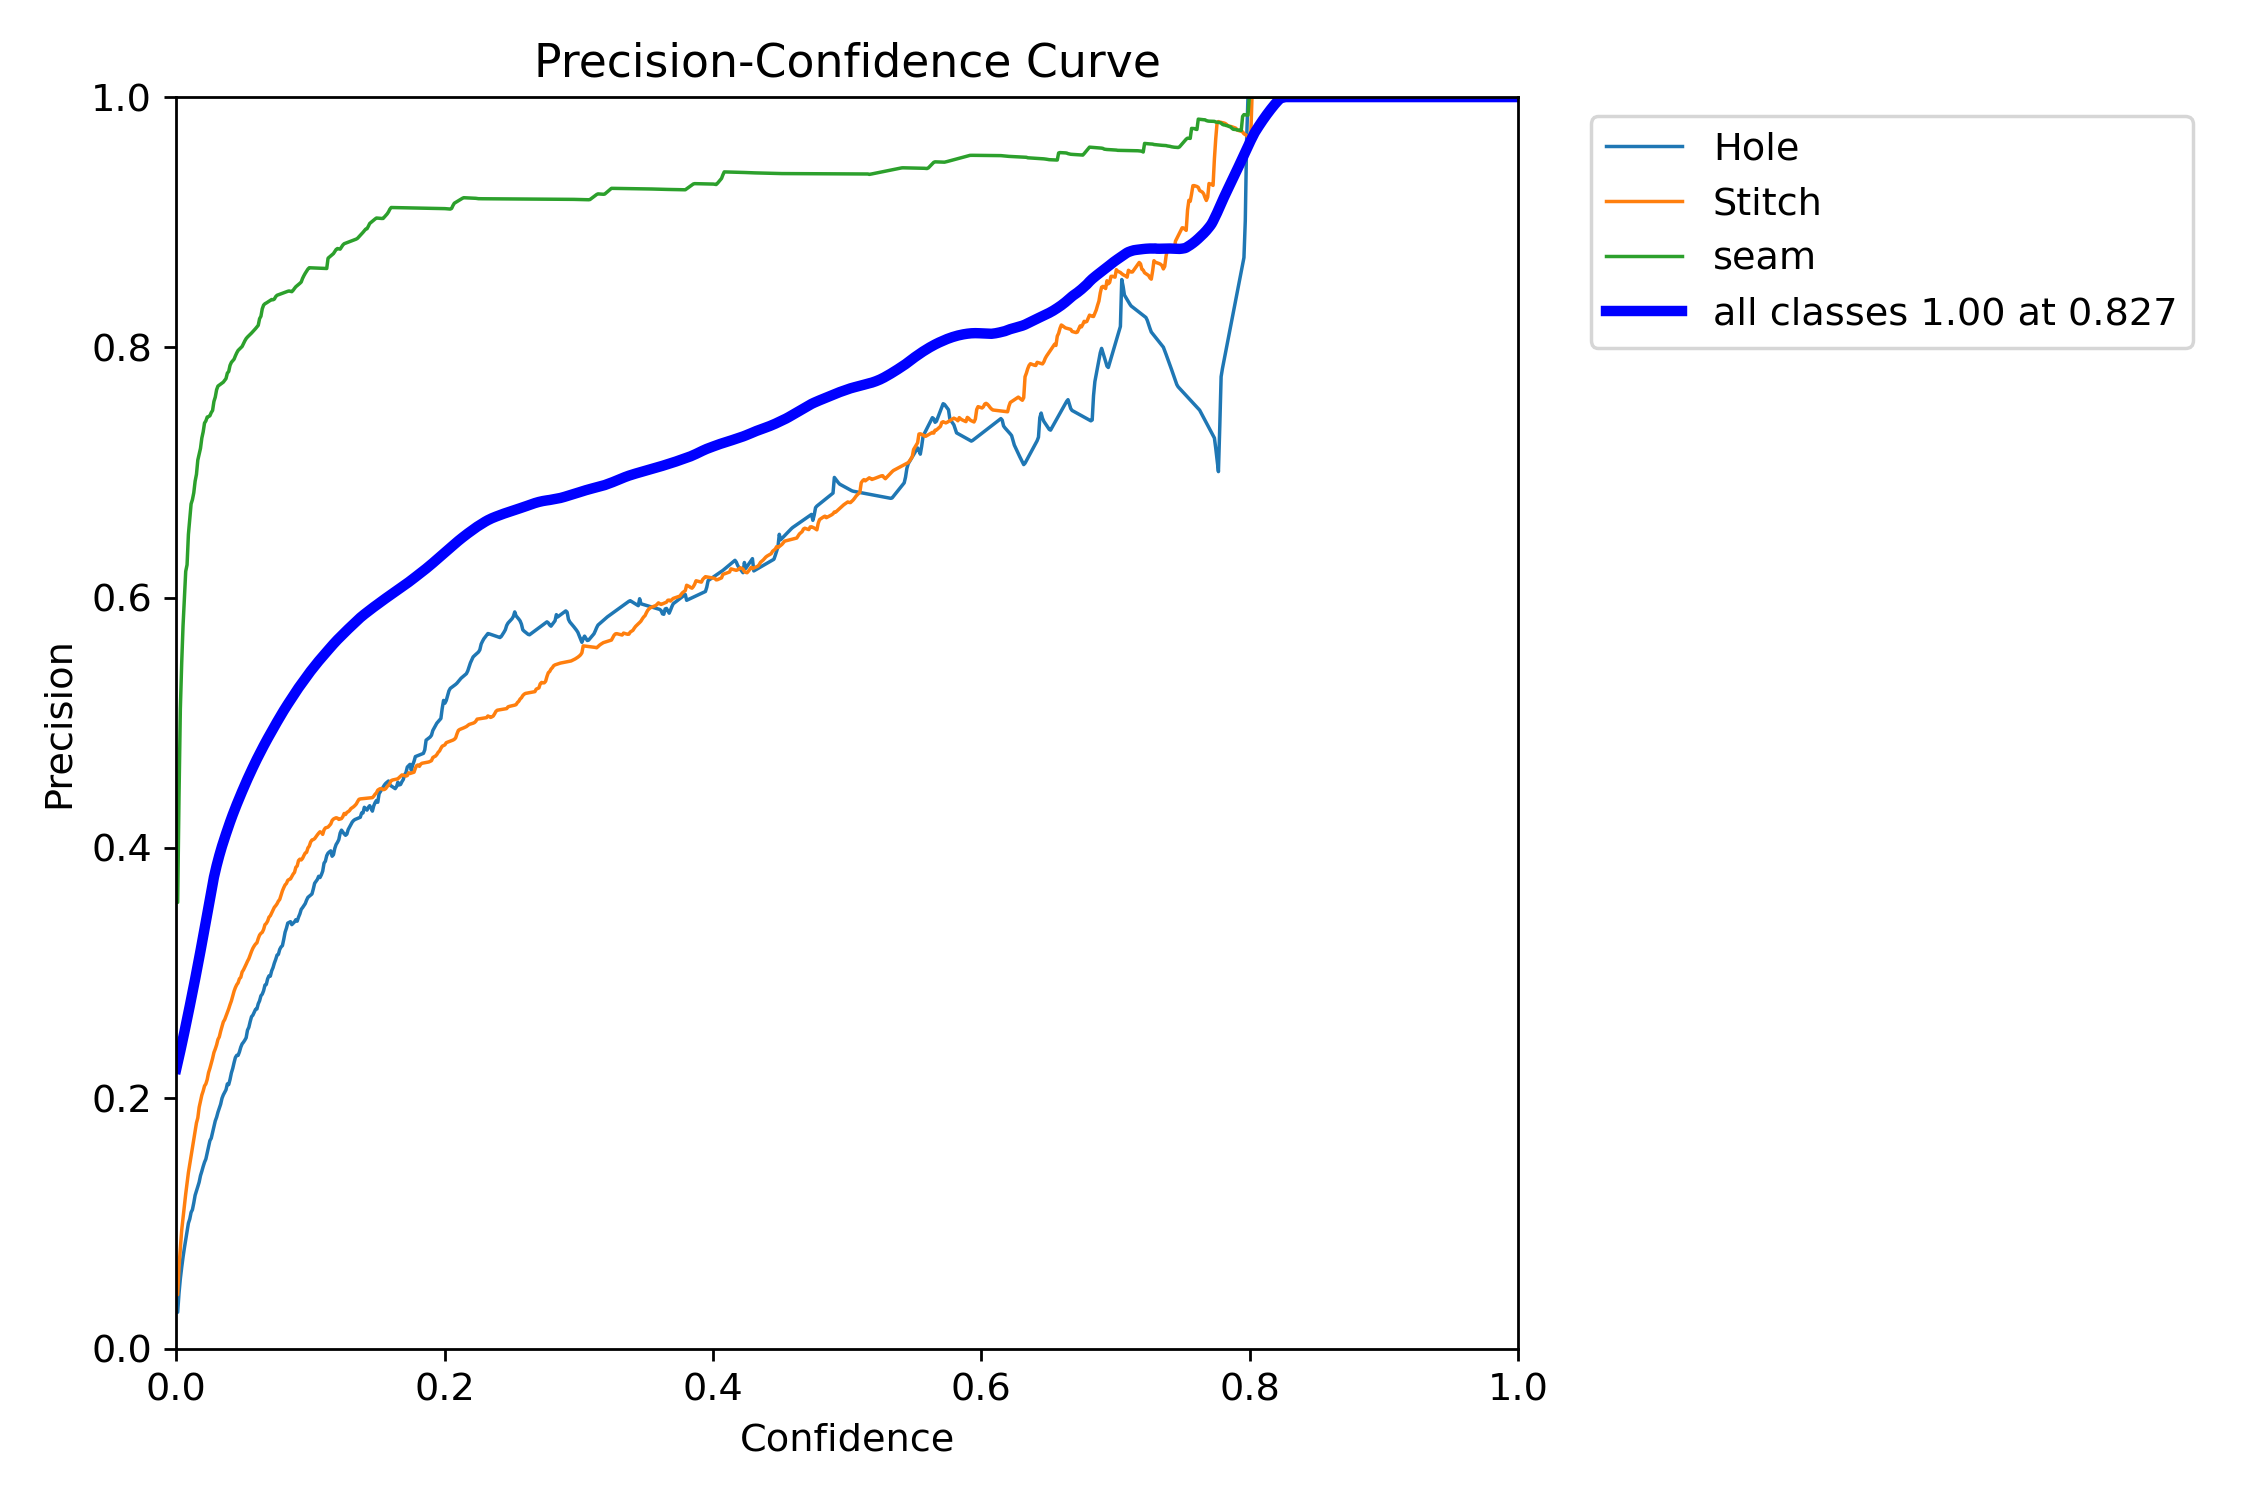 Precision-Confidence Curve
1.0
0.8
0.6
0.4
0.2
0.0
Precision
0.0 0.2 0.4 0.6 0.8 1.0
Confidence
Hole
Stitch
seam
all classes 1.00 at 0.827